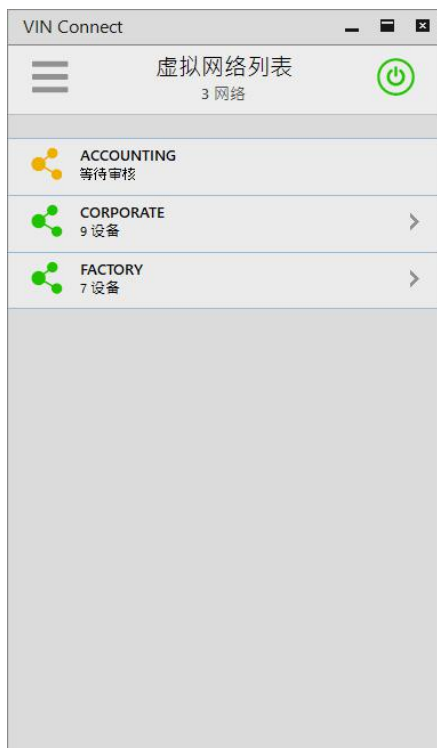 VIN Connect
虚拟网络列表
3 网络
ACCOUNTING
等待审核
CORPORATE
9 设备
FACTORY
7 设备